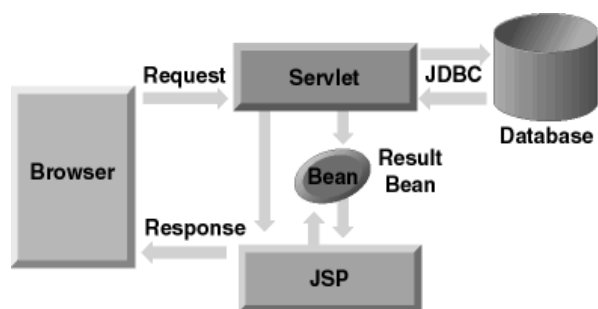 Request
Servlet
JDBC
Database
Browser
Bean
Result
Bean
Response
JSP